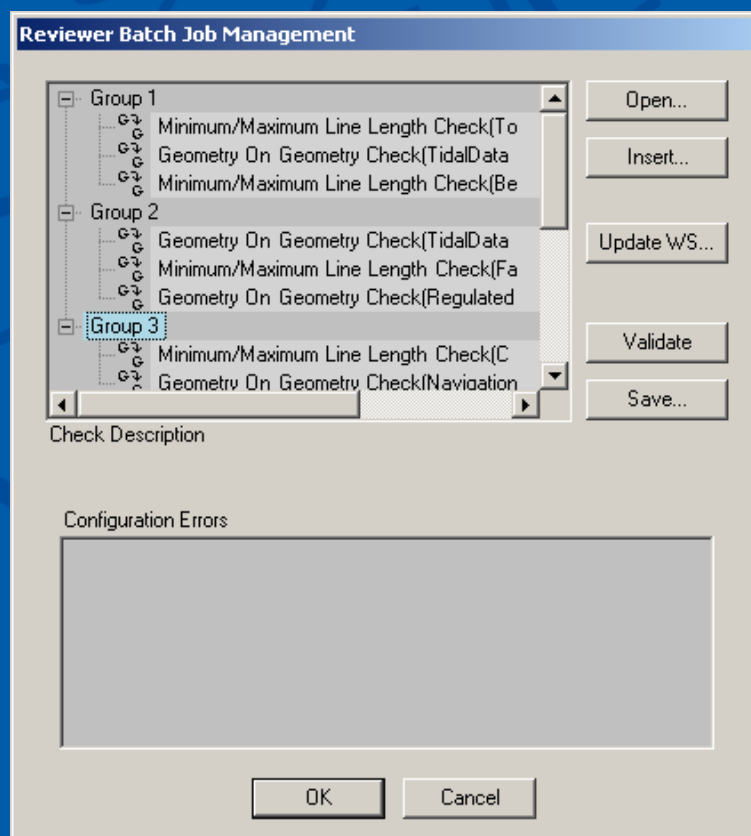 Reviewer Batch Job Management
Group 1
Minimum/Maximum Line Length Check(To
Geometry On Geometry Check(TidalData
Minimum/Maximum Line Length Check(Be
Group 2
Geometry On Geometry Check(TidalData
Minimum/Maximum Line Length Check(Fa
Geometry On Geometry Check(Regulated
Group 3
Minimum/Maximum Line Length Check(C
Geometry On Geometry Check(Navigation
Open...
Insert...
Update WS...
Validate
Save...
Check Description
Configuration Errors
OK
Cancel